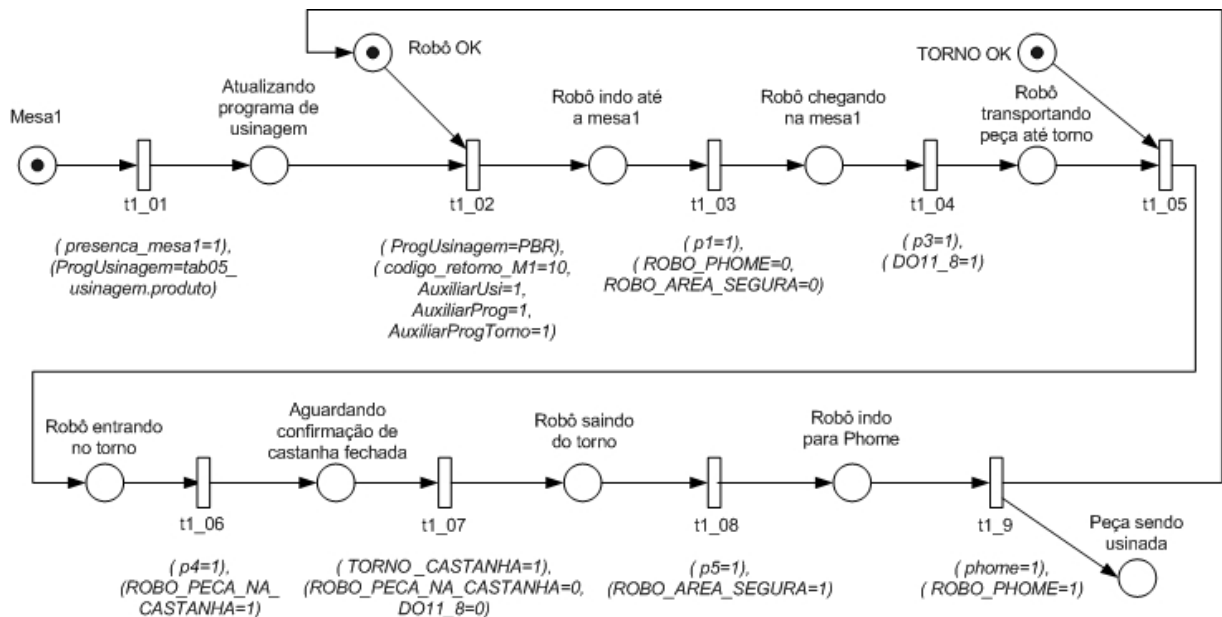 Mesa1
Atualizando
programa de
usinagem
Robô OK
Robô indo até
a mesa1
Robô chegando
na mesa1
TORNO OK
Robô
transportando
peça até torno
t1_01
t1_02
t1_03
t1_04
t1_05
( presenca_mesa1=1),
(ProgUsinagem=tab05_
usinagem.produto)
( ProgUsinagem=PBR),
( codigo_retorno_M1=10,
AuxiliarUsi=1,
AuxiliarProg=1,
AuxiliarProgTorno=1)
( p1=1),
( ROBO_PHOME=0,
ROBO_AREA_SEGURA=0)
( p3=1),
( DO11_8=1)
Robô entrando
no torno
Aguardando
confirmação de
castanha fechada
Robô saindo
do torno
Robô indo
para Phome
Peça sendo
usinada
t1_06
t1_07
t1_08
t1_9
( p4=1),
(ROBO_PECA_NA_
CASTANHA=1)
( TORNO_CASTANHA=1),
(ROBO_PECA_NA_CASTANHA=0,
DO11_8=0)
( p5=1),
(ROBO_AREA_SEGURA=1)
( phome=1),
( ROBO_PHOME=1)